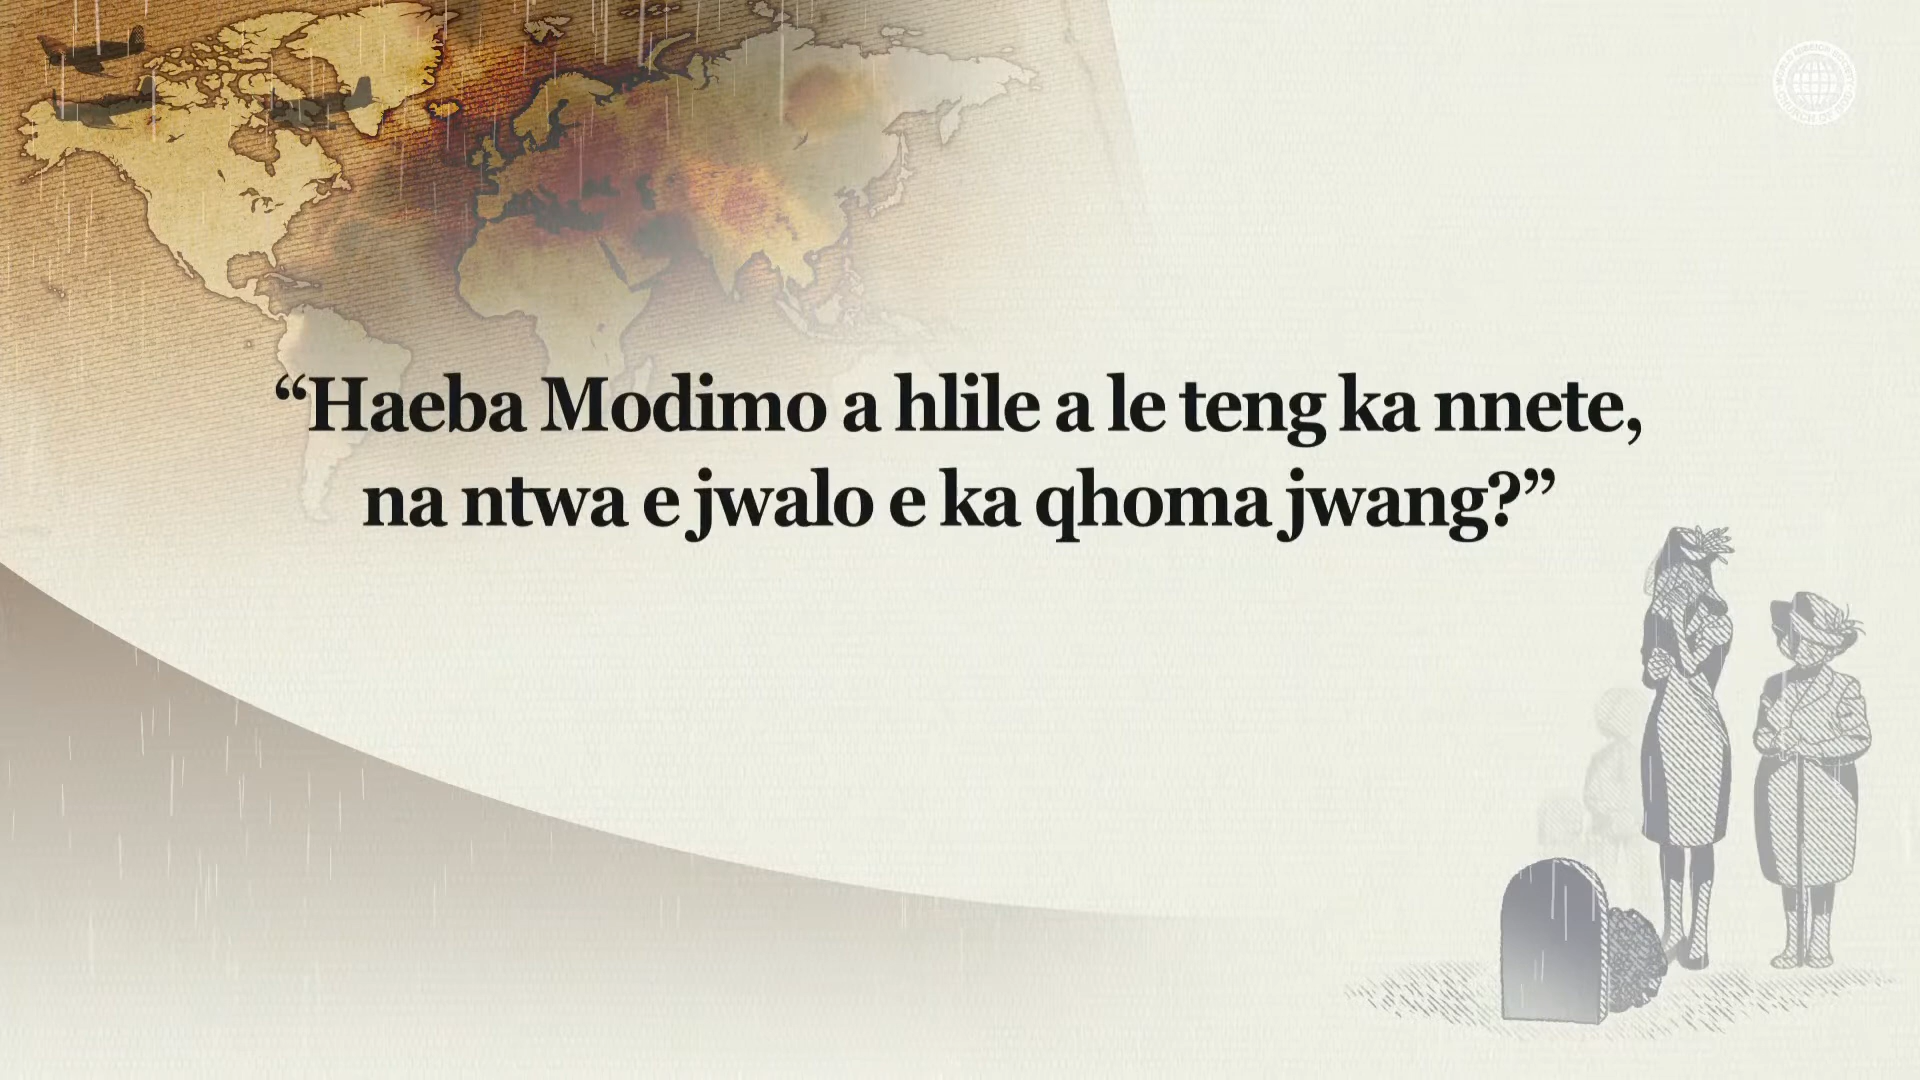 “Haeba Modimo a hlile a le teng ka nnete,
na ntwa e jwalo e ka qhoma jwang?”